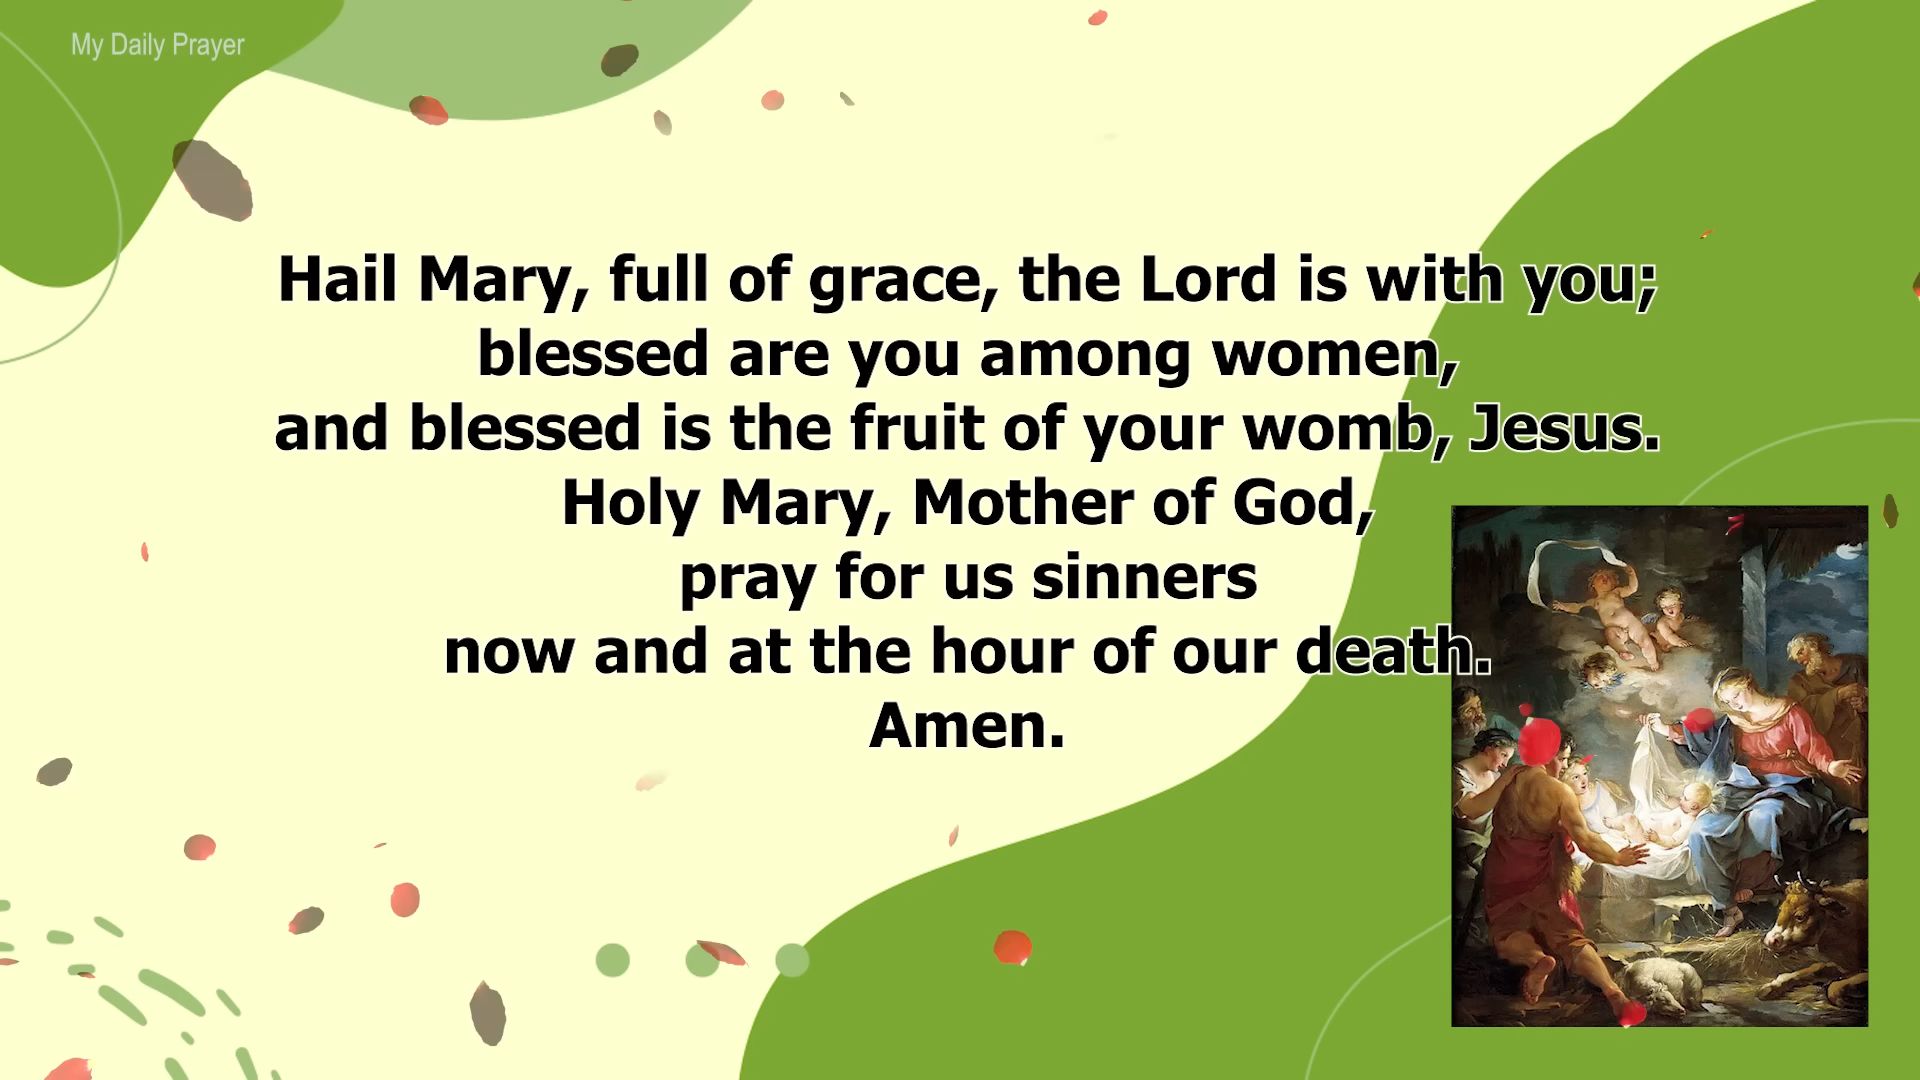 My Daily Prayer
Hail Mary, full of grace, the Lord is with you;
blessed are you among women,
and blessed is the fruit of your womb, Jesus.
Holy Mary, Mother of God,
pray for us sinners
now and at the hour of our death.
Amen.